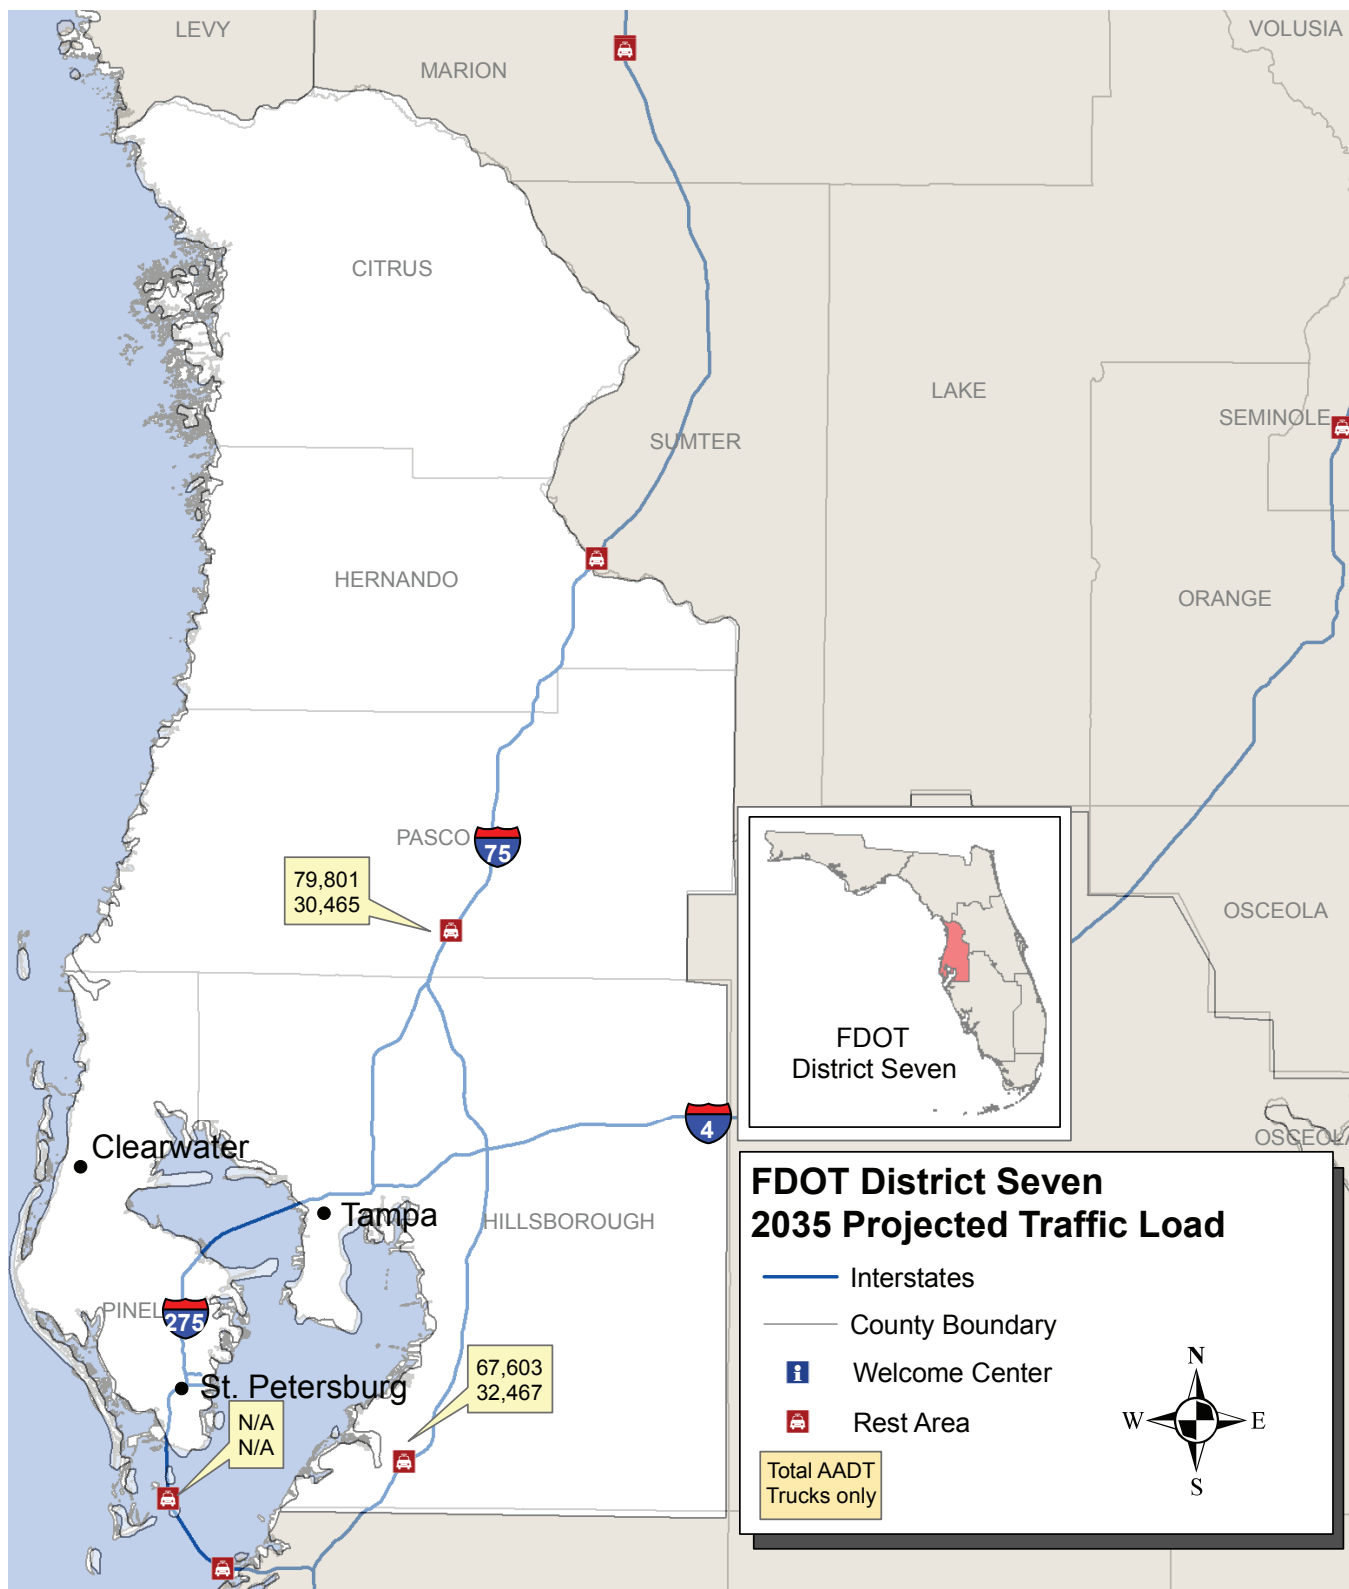 LEVY
VOLUSIA
MARION
CITRUS
LAKE
SEMINOLE
SUMTER
HERNANDO
ORANGE
PASCO
75
79,801
30,465
OSCEOLA
FDOT
District Seven
4
OSCEOLA
Clearwater
Tampa
HILLSBOROUGH
PINEL
275
St. Petersburg
67,603
32,467
N/A
N/A
FDOT District Seven
2035 Projected Traffic Load
Interstates
County Boundary
Welcome Center
Rest Area
Total AADT
Trucks only
N
W
E
S